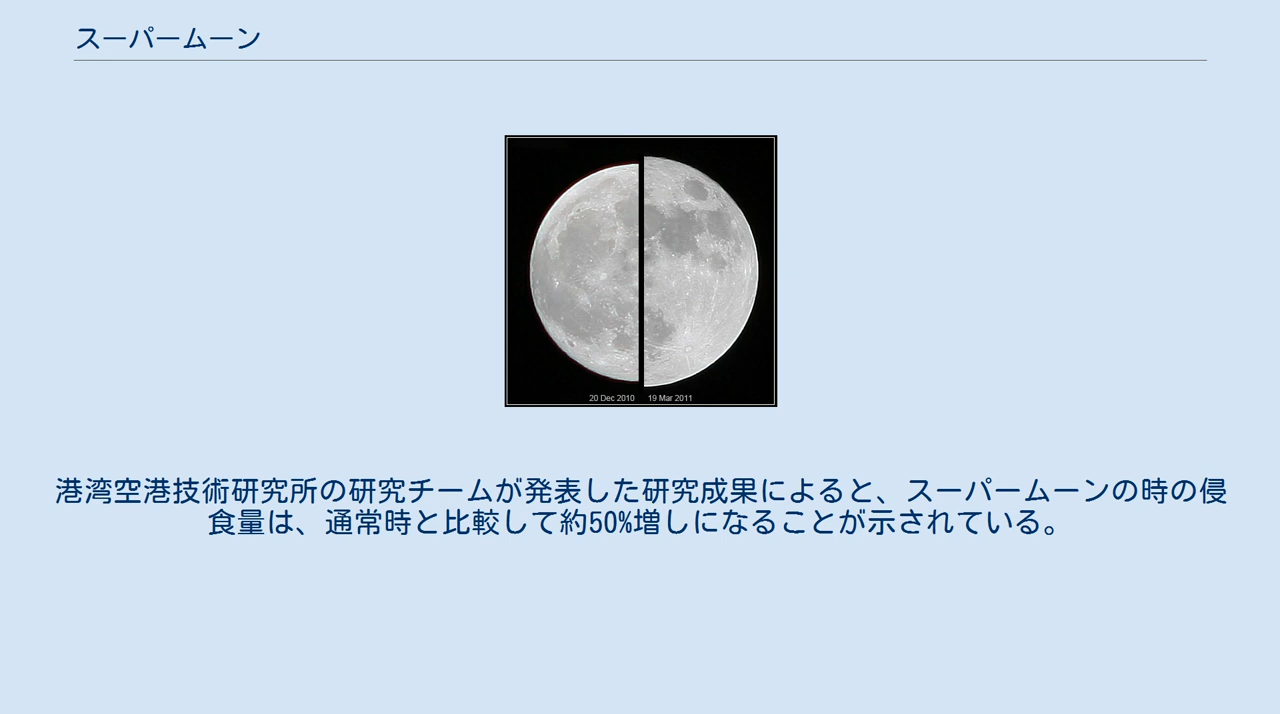 スーパームーン
20 Dec 2010 19 Mar 2011
港湾空港技術研究所の研究チームが発表した研究成果によると、スーパームーンの時の侵
食量は、通常時と比較して約50%増しになることが示されている。